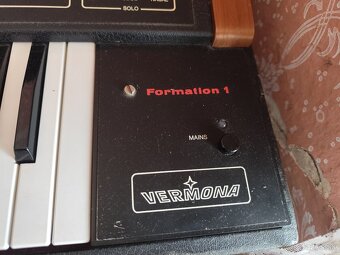 SOLO
Formation 1
MAINS
VERMONA